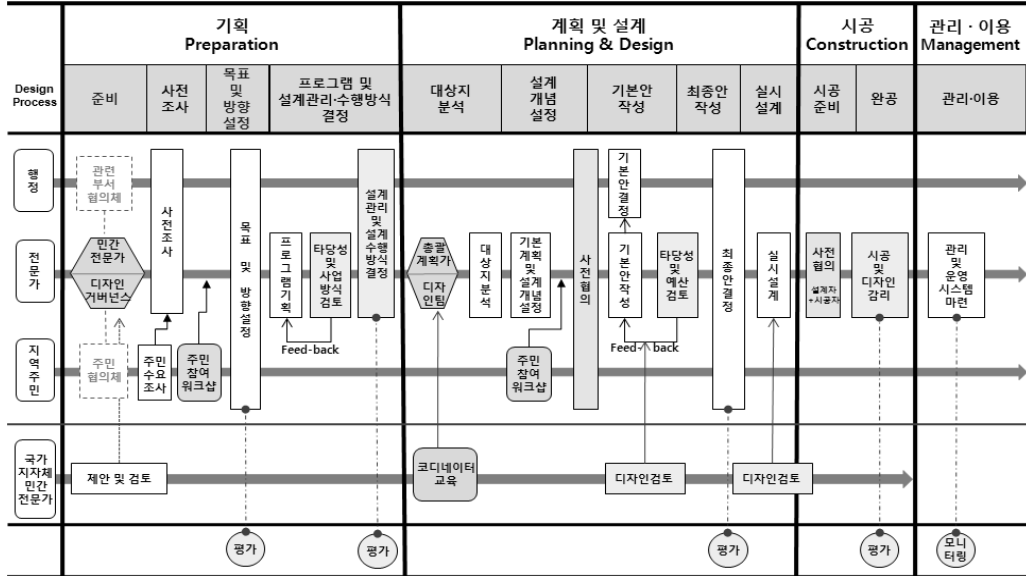 기획
Preparation
계획 및 설계
Planning & Design
시공
Construction
관리 · 이용
Management
Design
Process
준비
사전
조사
목표
및
방향
설정
프로그램 및
설계관리·수행방식
결정
대상지
분석
설계
개념
설정
기본안
작성
최종안
작성
실시
설계
시공
준비
완공
관리·이용
행정
관련
부서
협의체
사전조사
목표 및 방향설정
설계
관리
및
설계
수행
방식
결정
사전협의
기본안결정
최종안결정
전문가
민간
전문가
디자인
거버넌스
프로그램기획
타당성
및
사업
방식
검토
Feed-back
총괄
계획가
디자
인팀
대상지분석
기본
계획
및
설계
개념
설정
기본안작성
타당성
및
예산
검토
Feed-back
실시설계
사전
협의
설계자
+시공자
시공
및
디자인
감리
관리
및
운영
시스템
마련
지역주민
주민
협의체
주민
수요
조사
주민
참여
워크샵
주민
참여
워크샵
국가
지자체
민간
전문가
제안 및 검토
코디네이터
교육
디자인검토
디자인검토
평가
평가
평가
평가
모니
터링